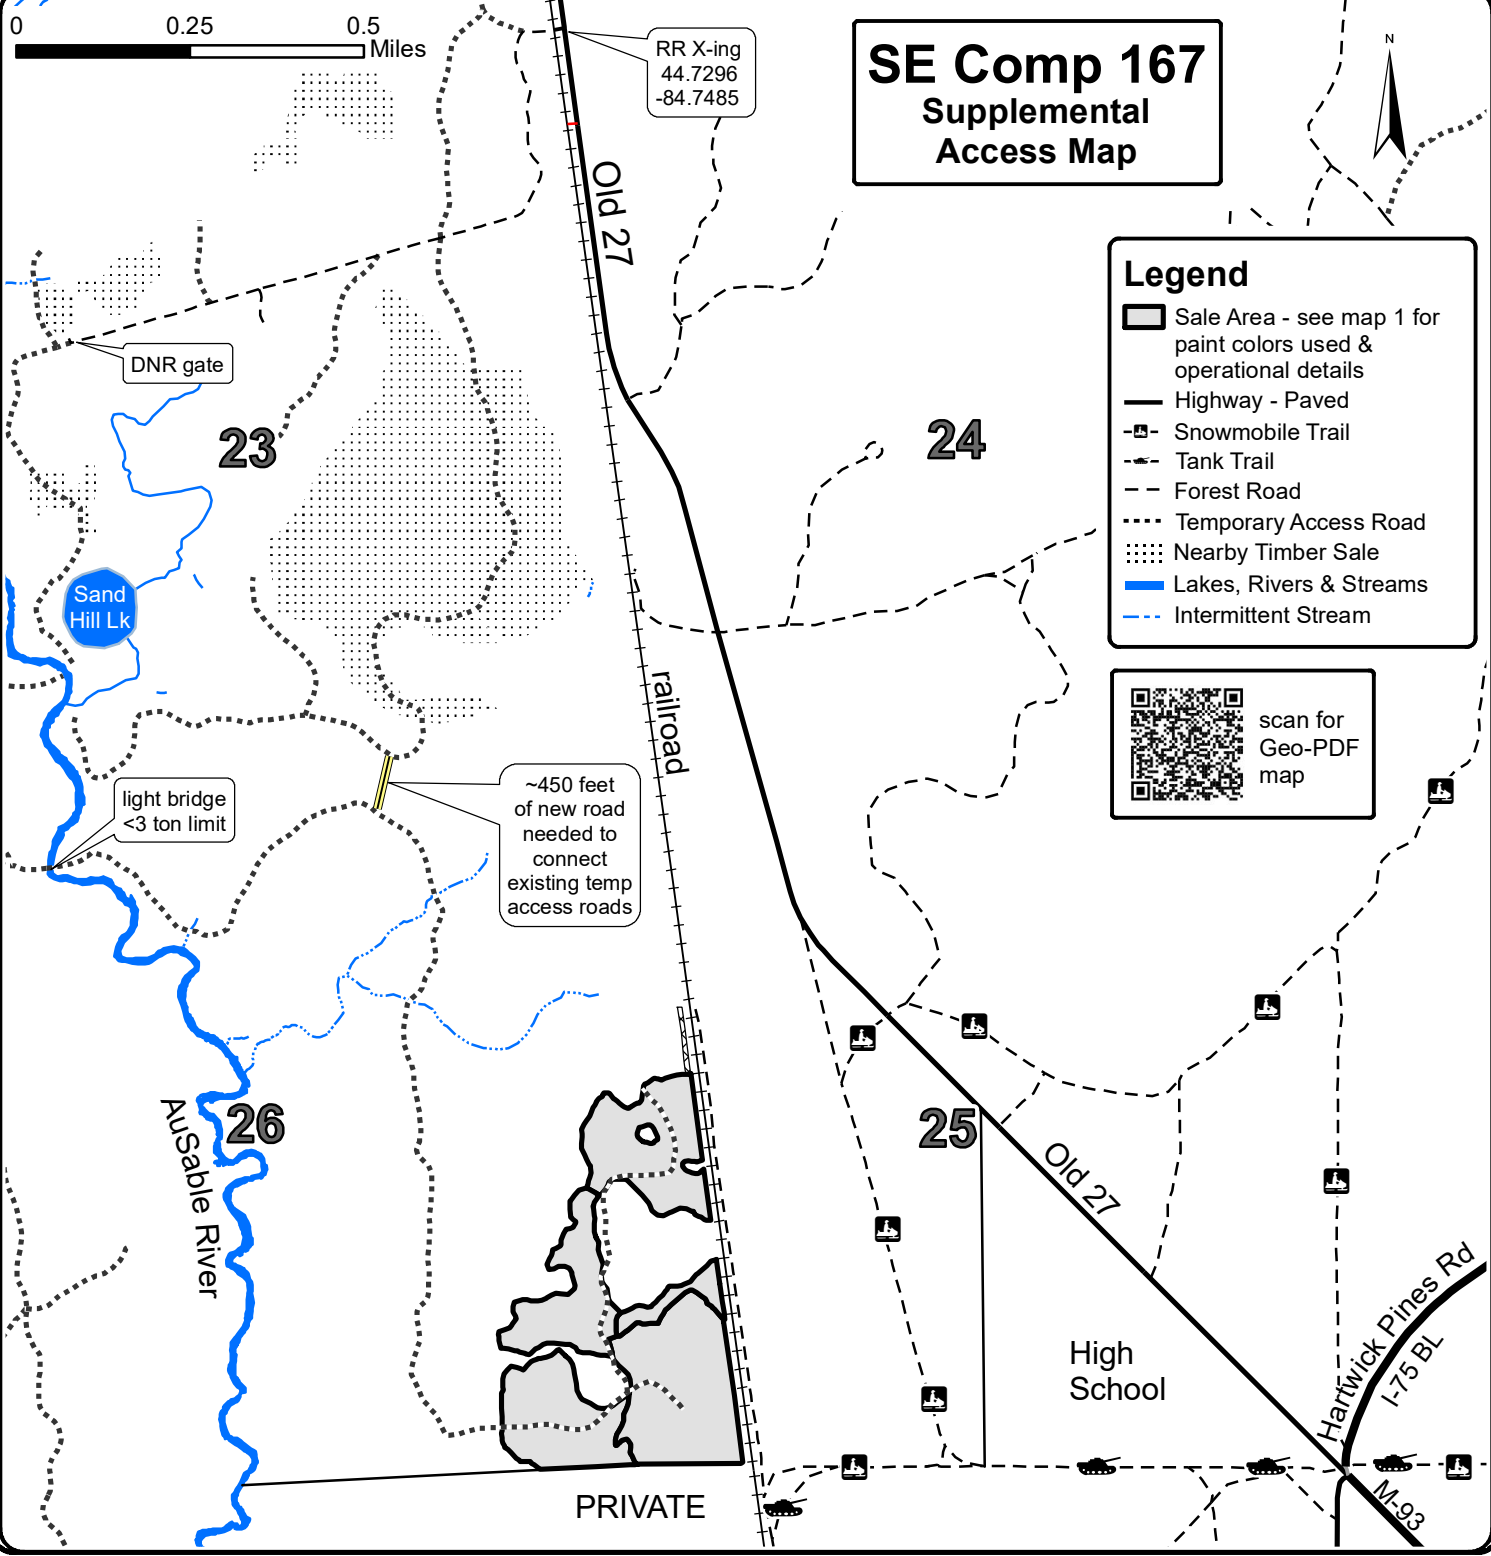 0 0.25 0.5
Miles
RR X-ing
44.7296
-84.7485
SE Comp 167
Supplemental
Access Map
N
Old 27
Legend
Sale Area - see map 1 for
paint colors used &
operational details
Highway - Paved
Snowmobile Trail
Tank Trail
Forest Road
Temporary Access Road
Nearby Timber Sale
Lakes, Rivers & Streams
Intermittent Stream
DNR gate
23
24
Sand
Hill Lk
railroad
scan for
Geo-PDF
map
light bridge
<3 ton limit
~450 feet
of new road
needed to
connect
existing temp
access roads
26
AuSable River
25
Old 27
High
School
Hartwick Pines Rd
I-75 BL
PRIVATE
M-93